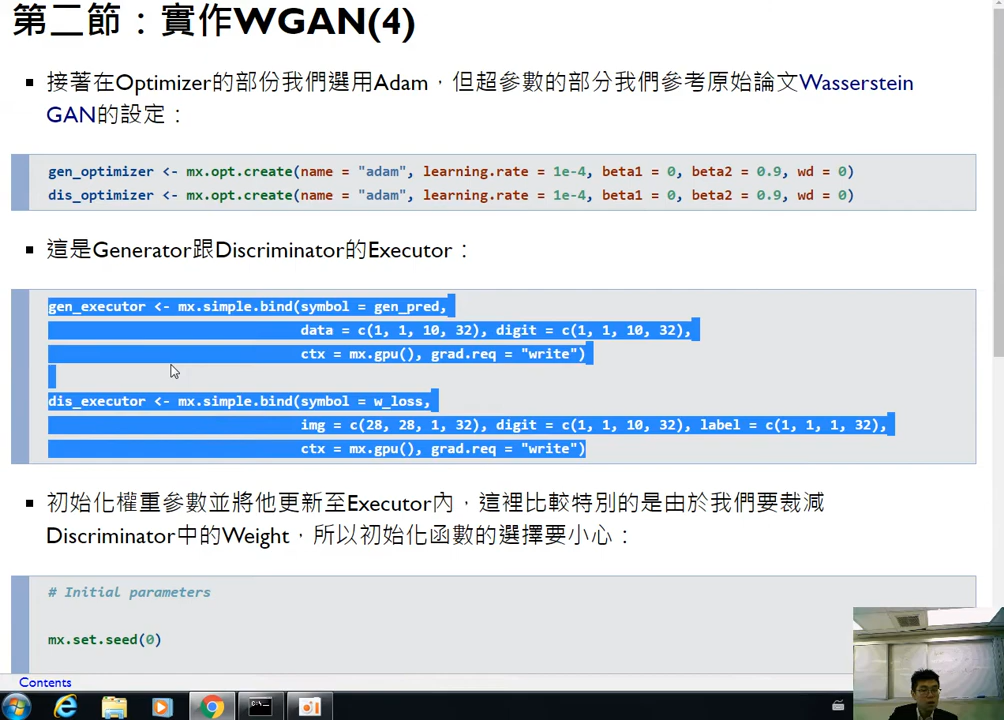 第二節：實作WGAN(4)
接著在Optimizer的部份我們選用Adam，但超參數的部分我們參考原始論文Wasserstein
GAN的設定：
gen_optimizer <- mx.opt.create(name = "adam", learning.rate = 1e-4, beta1 = 0, beta2 = 0.9, wd = 0)
dis_optimizer <- mx.opt.create(name = "adam", learning.rate = 1e-4, beta1 = 0, beta2 = 0.9, wd = 0)
這是Generator跟Discriminator的Executor：
gen_executor <- mx.simple.bind(symbol = gen_pred,
data = c(1, 1, 10, 32), digit = c(1, 1, 10, 32),
ctx = mx.gpu(), grad.req = "write")
dis_executor <- mx.simple.bind(symbol = w_loss,
img = c(28, 28, 1, 32), digit = c(1, 1, 10, 32), label = c(1, 1, 1, 32),
ctx = mx.gpu(), grad.req = "write")
初始化權重參數並將他更新至Executor內，這裡比較特別的是由於我們要裁減
Discriminator中的Weight，所以初始化函數的選擇要小心：
# Initial parameters
mx.set.seed(0)
Contents